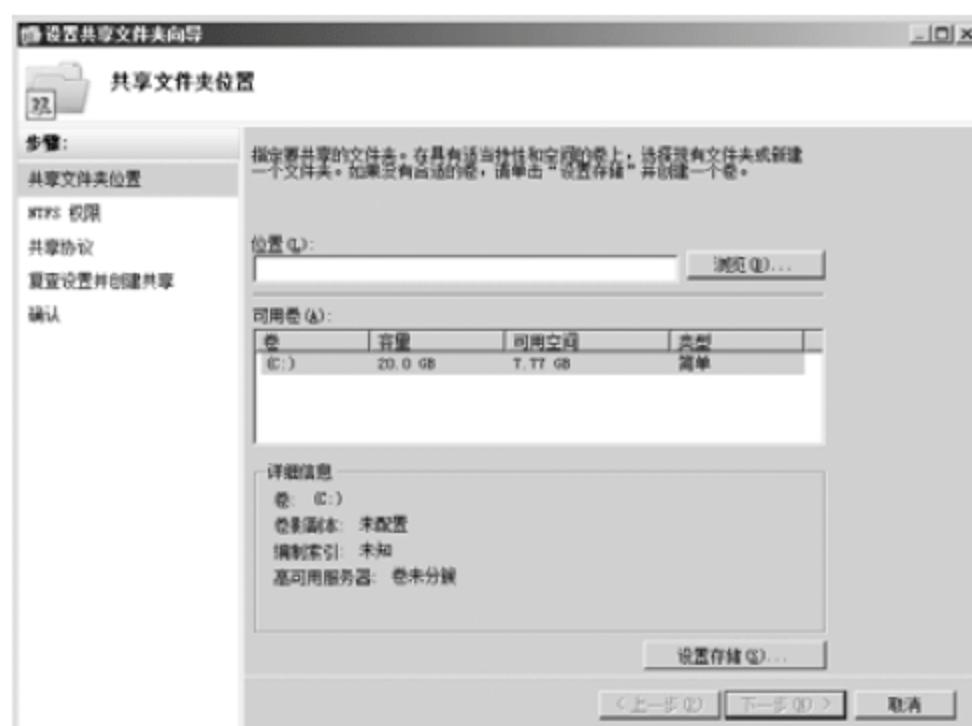 设置共享文件夹向导
共享文件夹位置
步骤:
共享文件夹位置
NTFS 权限
共享协议
复查设置并创建共享
确认
指定要共享的文件夹。在具有适当特性和空间的卷上，选择现有文件夹或新建
一个文件夹。如果没有合适的卷，请单击“设置存储”并创建一个卷。
位置(L):
浏览(B)...
可用卷(A):
卷 容量 可用空间 类型
(C:) 20.0 GB 7.77 GB 简单
详细信息
卷: (C:)
卷影副本: 未配置
编制索引: 未知
高可用服务器: 卷未分簇
设置存储(S)...
< 上一步(P) 下一步(N) > 取消